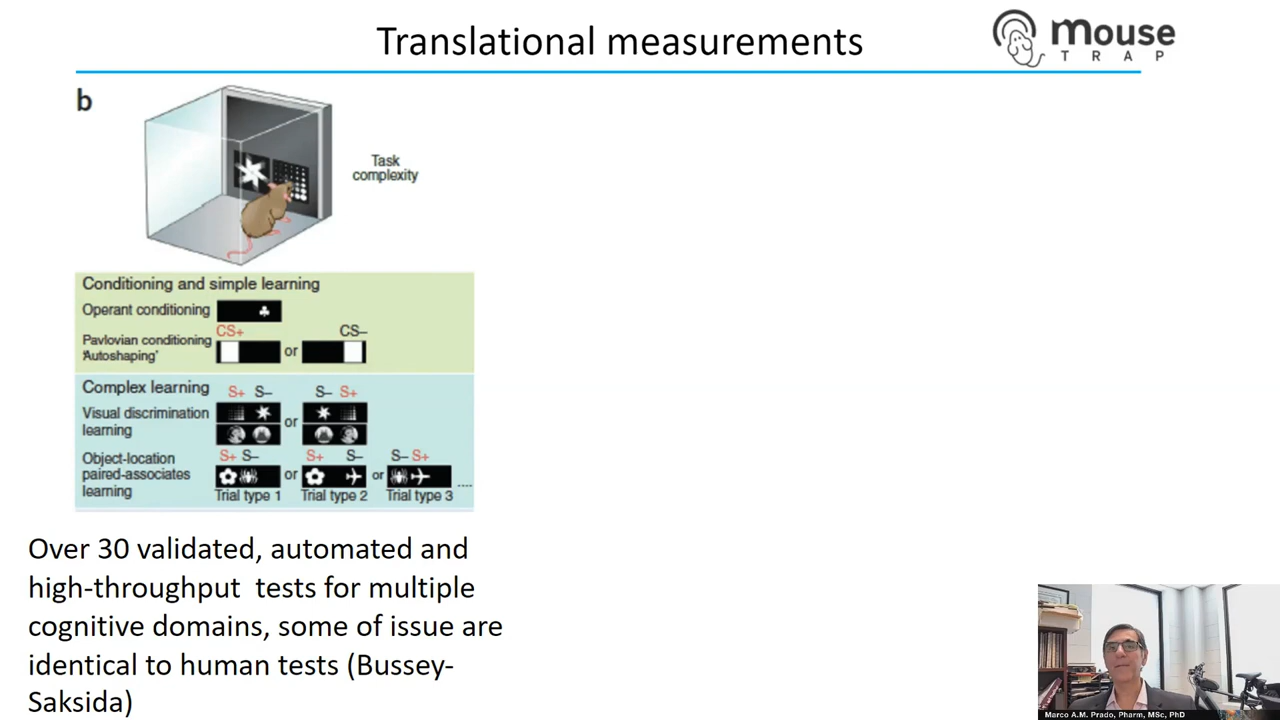 Translational measurements
mouse
TRAP
b
Task
complexity
Conditioning and simple learning
Operant conditioning
CS+ CS–
Pavlovian conditioning
'Autoshaping'
or
Complex learning
S+ S– S– S+
Visual discrimination
learning
or
Object-location
paired-associates
learning
S+ S– S+ S– S– S+
or or ....
Trial type 1 Trial type 2 Trial type 3
Over 30 validated, automated and
high-throughput tests for multiple
cognitive domains, some of issue are
identical to human tests (Bussey-
Saksida)
Marco A.M. Prado, Pharm, MSc, PhD